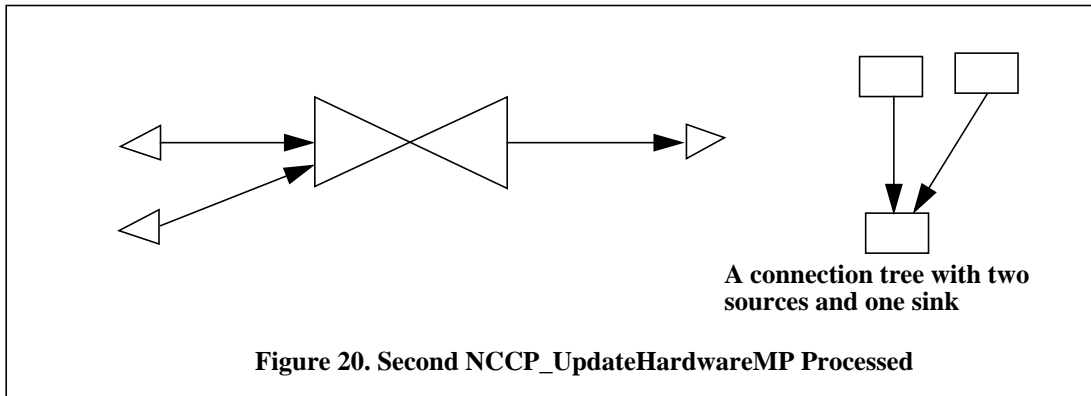 A connection tree with two
sources and one sink
Figure 20. Second NCCP_UpdateHardwareMP Processed